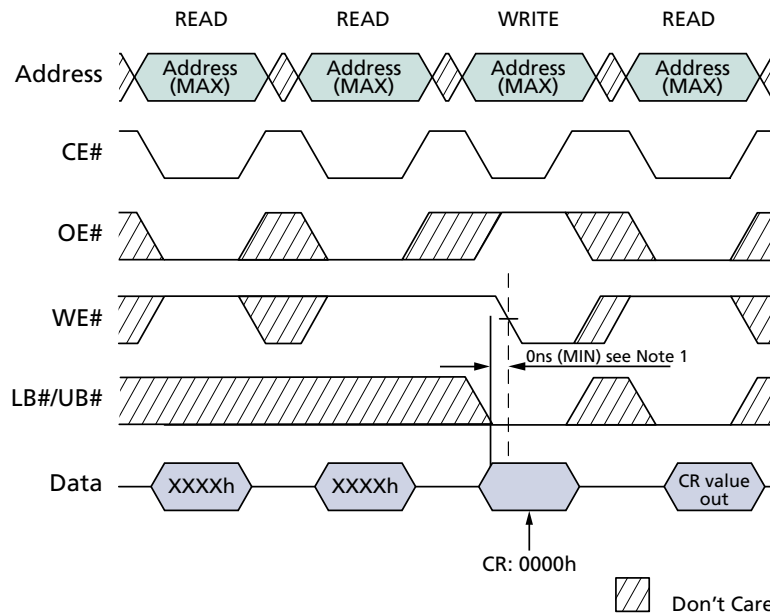 READ READ WRITE READ
Address
Address (MAX)
Address (MAX)
Address (MAX)
Address (MAX)
CE#
OE#
WE#
0ns (MIN) see Note 1
LB#/UB#
Data
XXXXh
XXXXh
CR value out
CR: 0000h
Don't Care